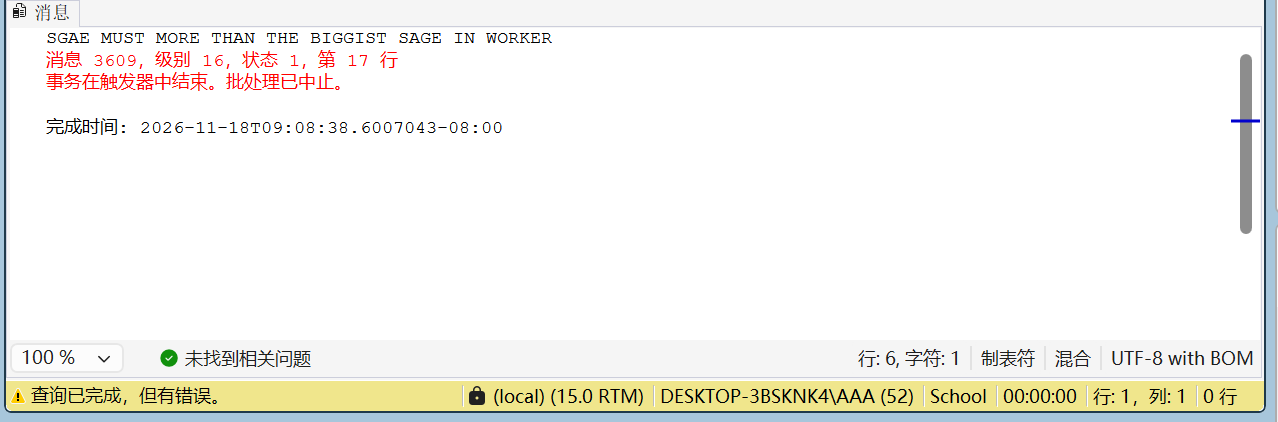 消息
SGAE MUST MORE THAN THE BIGGIST SAGE IN WORKER
消息 3609，级别 16，状态 1，第 17 行
事务在触发器中结束。批处理已中止。
完成时间: 2026-11-18T09:08:38.6007043-08:00
100 % 未找到相关问题 行: 6, 字符: 1 制表符 混合 UTF-8 with BOM
查询已完成，但有错误。 (local) (15.0 RTM) DESKTOP-3BSKNK4\AAA (52) School 00:00:00 行: 1，列: 1 0 行